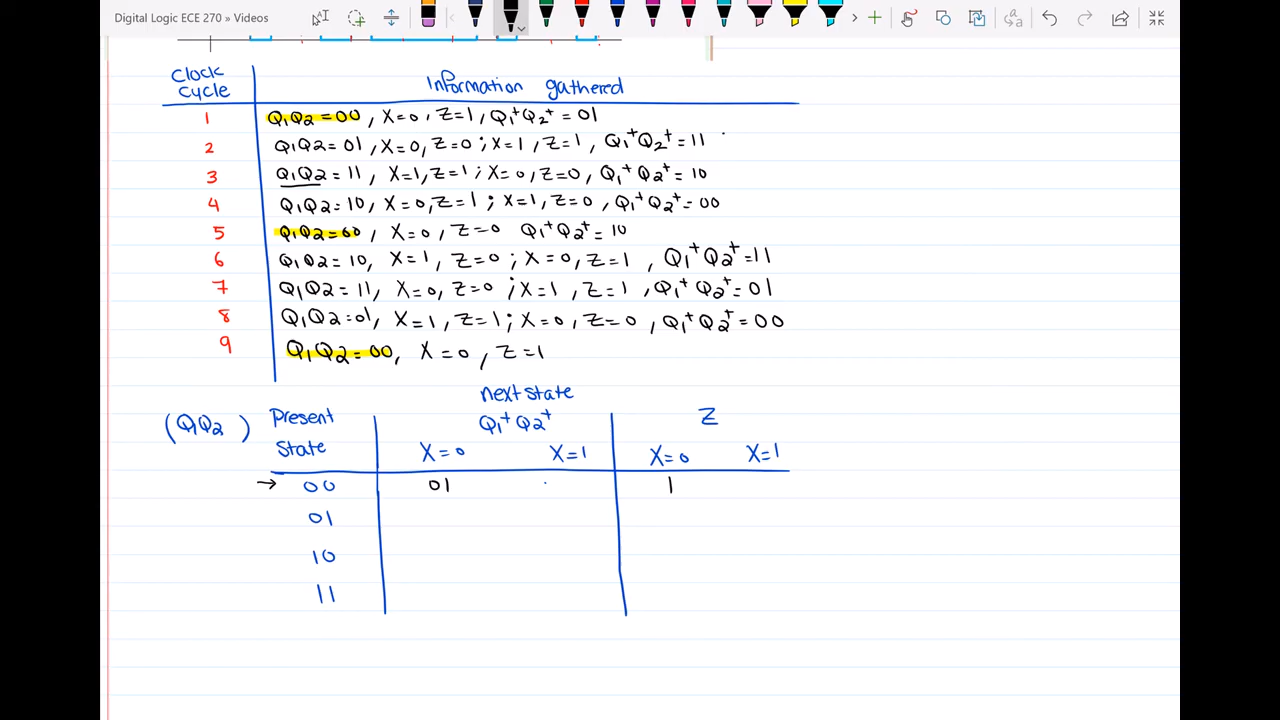 Digital Logic ECE 270 » Videos
Clock Cycle Information gathered
1 Q₁Q₂ = 00, X=0, Z=1, Q₁⁺Q₂⁺ = 01
2 Q₁Q₂ = 01, X=0, Z=0; X=1, Z=1, Q₁⁺Q₂⁺ = 11
3 Q₁Q₂ = 11, X=1, Z=1; X=0, Z=0, Q₁⁺Q₂⁺ = 10
4 Q₁Q₂ = 10, X=0, Z=1; X=1, Z=0, Q₁⁺Q₂⁺ = 00
5 Q₁Q₂ = 00, X=0, Z=0 Q₁⁺Q₂⁺ = 10
6 Q₁Q₂ = 10, X=1, Z=0; X=0, Z=1, Q₁⁺Q₂⁺ = 11
7 Q₁Q₂ = 11, X=0, Z=0; X=1, Z=1, Q₁⁺Q₂⁺ = 01
8 Q₁Q₂ = 01, X=1, Z=1; X=0, Z=0, Q₁⁺Q₂⁺ = 00
9 Q₁Q₂ = 00, X=0, Z=1
next state
(Q₁Q₂) Present Q₁⁺Q₂⁺ Z
State X=0 X=1 X=0 X=1
→ 00 01 1
01
10
11